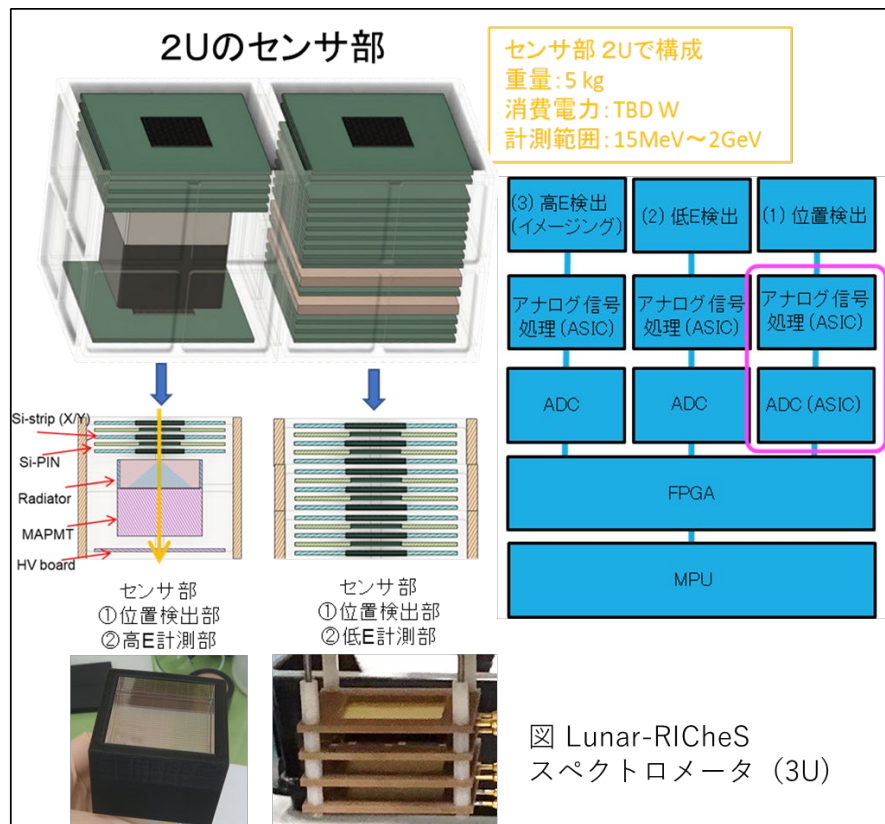 2Uのセンサ部
センサ部 2Uで構成
重量:5 kg
消費電力:TBD W
計測範囲:15MeV～2GeV
(3) 高E検出
(イメージング)
(2) 低E検出
(1) 位置検出
アナログ信号
処理(ASIC)
アナログ信号
処理(ASIC)
アナログ信号
処理(ASIC)
ADC
ADC
ADC(ASIC)
FPGA
MPU
Si-strip (X/Y)
Si-PIN
Radiator
MAPMT
HV board
センサ部
①位置検出部
②高E計測部
センサ部
①位置検出部
②低E計測部
図 Lunar-RICheS
スペクトロメータ（3U）